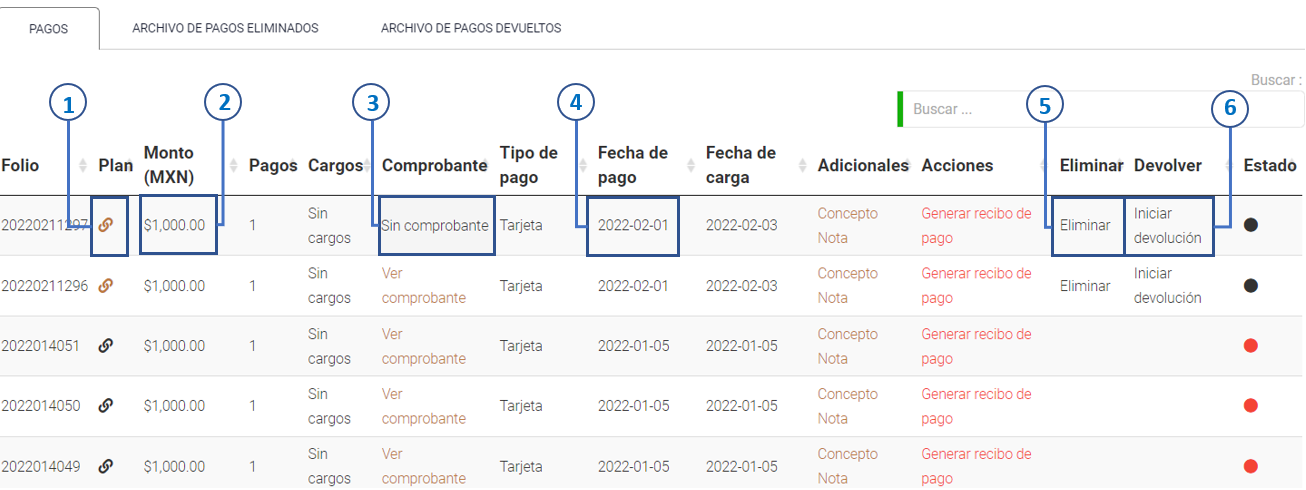 PAGOS ARCHIVO DE PAGOS ELIMINADOS ARCHIVO DE PAGOS DEVUELTOS
Buscar :
1 2 3 4 5 6
Buscar ...
Folio Plan Monto (MXN) Pagos Cargos Comprobante Tipo de pago Fecha de pago Fecha de carga Adicionales Acciones Eliminar Devolver Estado
20220211297 $1,000.00 1 Sin cargos Sin comprobante Tarjeta 2022-02-01 2022-02-03 Concepto Nota Generar recibo de pago Eliminar Iniciar devolución
20220211296 $1,000.00 1 Sin cargos Ver comprobante Tarjeta 2022-02-01 2022-02-03 Concepto Nota Generar recibo de pago Eliminar Iniciar devolución
2022014051 $1,000.00 1 Sin cargos Ver comprobante Tarjeta 2022-01-05 2022-01-05 Concepto Nota Generar recibo de pago
2022014050 $1,000.00 1 Sin cargos Ver comprobante Tarjeta 2022-01-05 2022-01-05 Concepto Nota Generar recibo de pago
2022014049 $1,000.00 1 Sin cargos Ver comprobante Tarjeta 2022-01-05 2022-01-05 Concepto Nota Generar recibo de pago